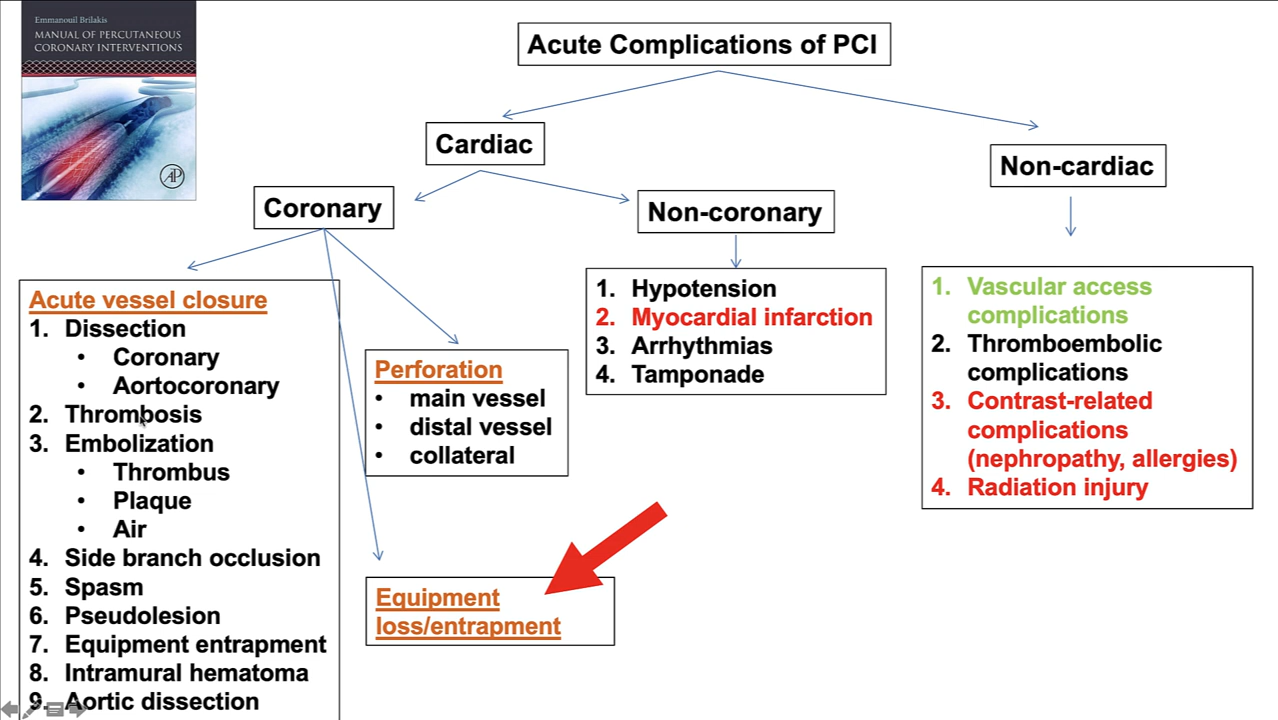 Emmanouil Brilakis
MANUAL OF PERCUTANEOUS
CORONARY INTERVENTIONS
AP
Acute Complications of PCI
Cardiac
Non-cardiac
Coronary
Non-coronary
Acute vessel closure
1. Dissection
• Coronary
• Aortocoronary
2. Thrombosis
3. Embolization
• Thrombus
• Plaque
• Air
4. Side branch occlusion
5. Spasm
6. Pseudolesion
7. Equipment entrapment
8. Intramural hematoma
9. Aortic dissection
Perforation
• main vessel
• distal vessel
• collateral
Equipment
loss/entrapment
1. Hypotension
2. Myocardial infarction
3. Arrhythmias
4. Tamponade
1. Vascular access
complications
2. Thromboembolic
complications
3. Contrast-related
complications
(nephropathy, allergies)
4. Radiation injury